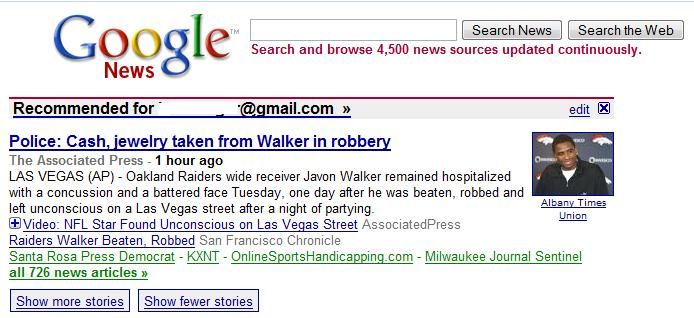 Google™
News
Search News Search the Web
Search and browse 4,500 news sources updated continuously.
Recommended for r@gmail.com » edit
Police: Cash, jewelry taken from Walker in robbery
The Associated Press - 1 hour ago
LAS VEGAS (AP) - Oakland Raiders wide receiver Javon Walker remained hospitalized
with a concussion and a battered face Tuesday, one day after he was beaten, robbed and
left unconscious on a Las Vegas street after a night of partying.
Video: NFL Star Found Unconscious on Las Vegas Street AssociatedPress
Raiders Walker Beaten, Robbed San Francisco Chronicle
Santa Rosa Press Democrat - KXNT - OnlineSportsHandicapping.com - Milwaukee Journal Sentinel
all 726 news articles »
Albany Times
Union
Show more stories Show fewer stories